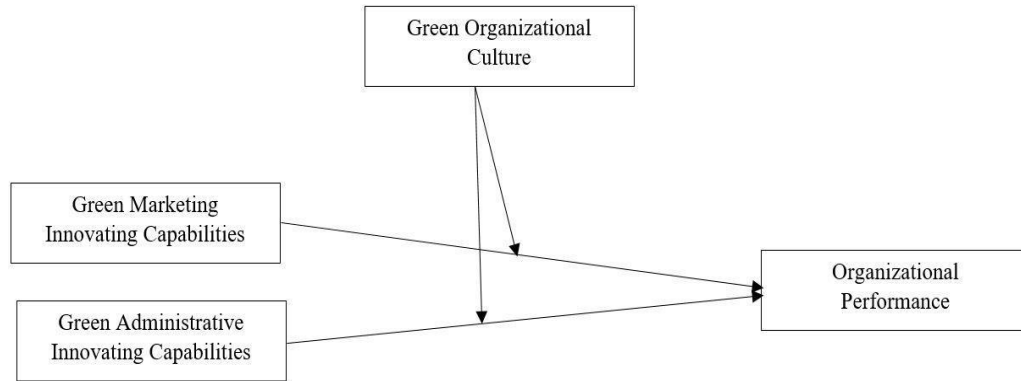 Green Organizational
Culture
Green Marketing
Innovating Capabilities
Green Administrative
Innovating Capabilities
Organizational
Performance